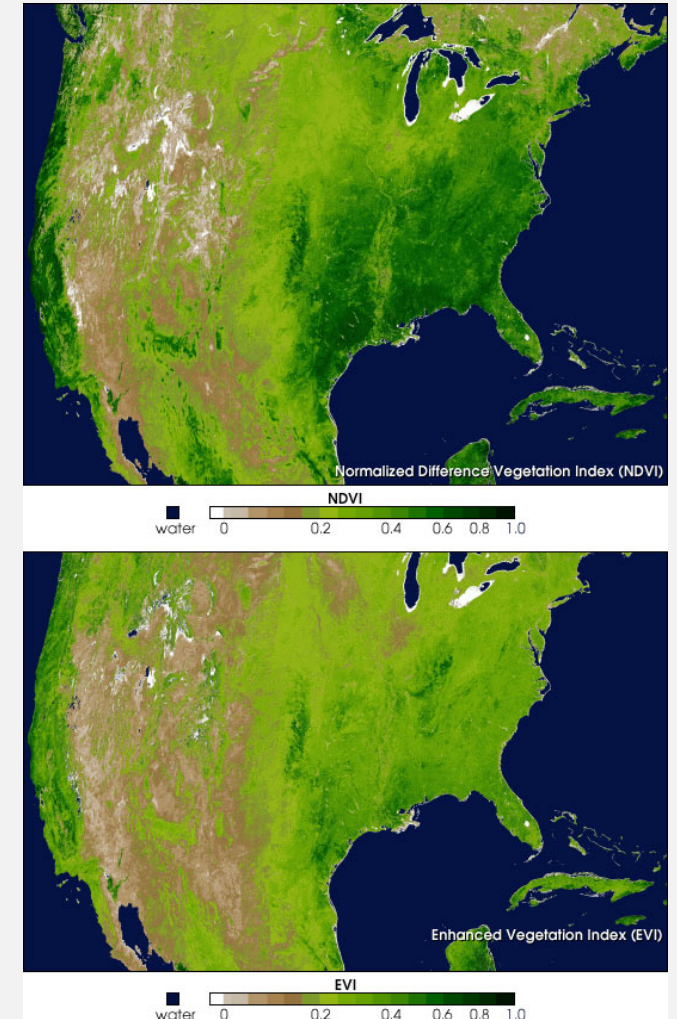 Normalized Difference Vegetation Index (NDVI)
NDVI
water 0 0.2 0.4 0.6 0.8 1.0
Enhanced Vegetation Index (EVI)
EVI
water 0 0.2 0.4 0.6 0.8 1.0